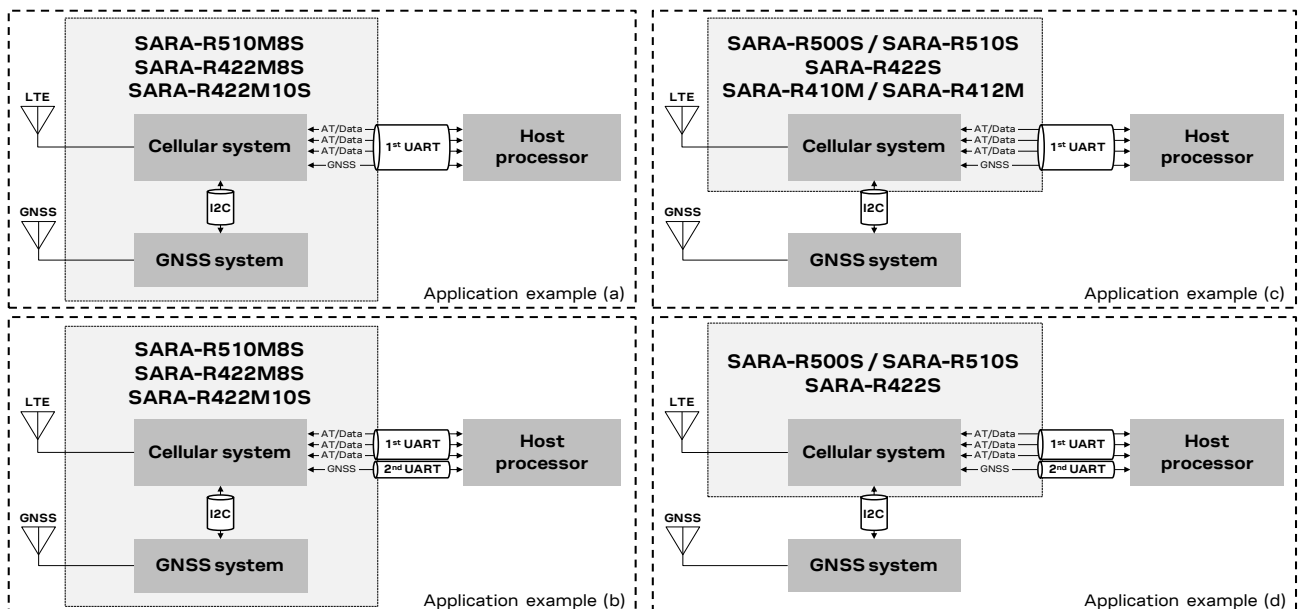 SARA-R510M8S
SARA-R422M8S
SARA-R422M10S
LTE
Cellular system
AT/Data
AT/Data
AT/Data
GNSS
1st UART
Host
processor
I2C
GNSS
GNSS system
Application example (a)
SARA-R500S / SARA-R510S
SARA-R422S
SARA-R410M / SARA-R412M
LTE
Cellular system
AT/Data
AT/Data
AT/Data
GNSS
1st UART
Host
processor
I2C
GNSS
GNSS system
Application example (c)
SARA-R510M8S
SARA-R422M8S
SARA-R422M10S
LTE
Cellular system
AT/Data
AT/Data
AT/Data
GNSS
1st UART
2nd UART
Host
processor
I2C
GNSS
GNSS system
Application example (b)
SARA-R500S / SARA-R510S
SARA-R422S
LTE
Cellular system
AT/Data
AT/Data
AT/Data
GNSS
1st UART
2nd UART
Host
processor
I2C
GNSS
GNSS system
Application example (d)